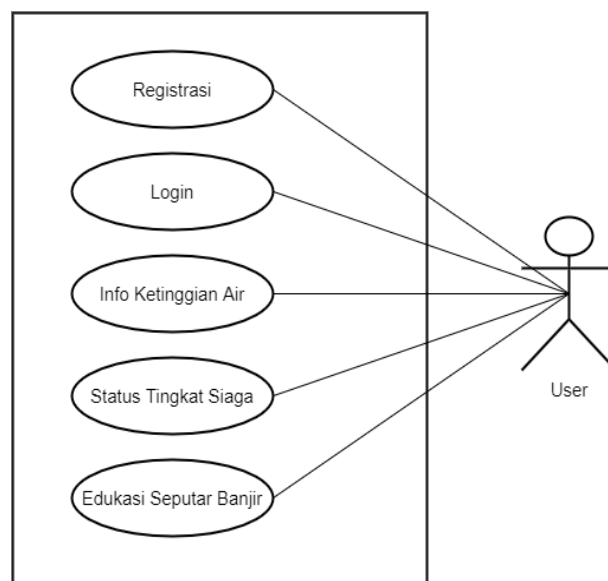 Registrasi
Login
Info Ketinggian Air
Status Tingkat Siaga
User
Edukasi Seputar Banjir